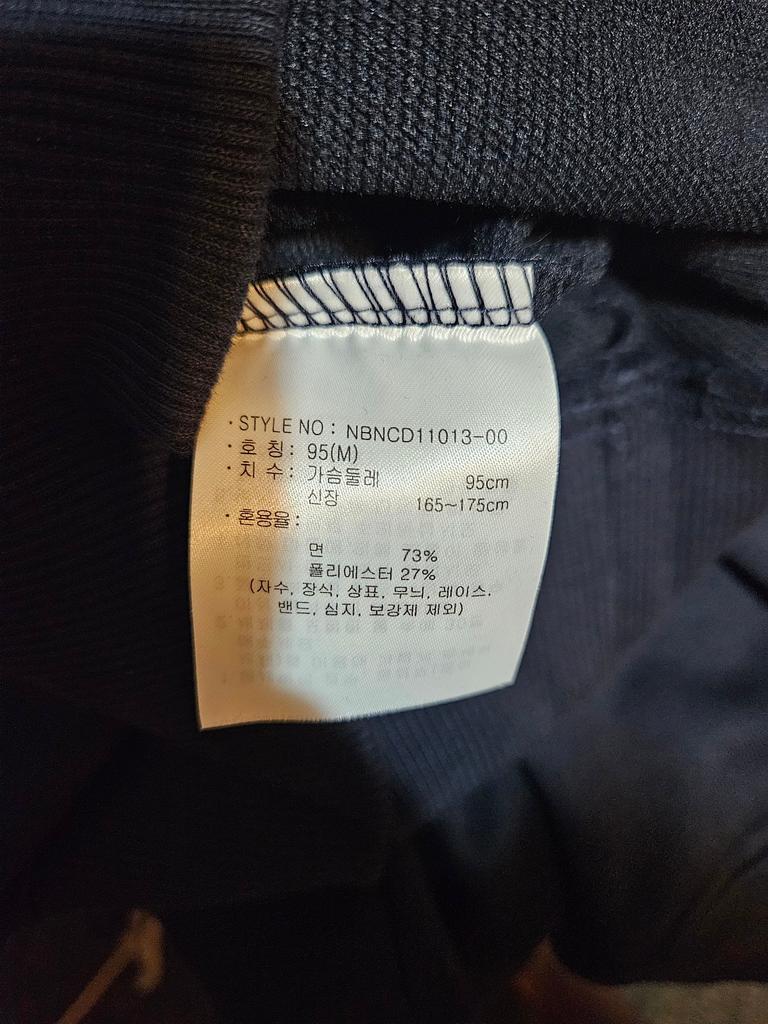 ·STYLE NO : NBNCD11013-00
·호 칭 : 95(M)
·치 수 : 가슴둘레 95cm
신장 165~175cm
·혼용율 :
면 73%
폴리에스터 27%
(자수, 장식, 상표, 무늬, 레이스.
밴드, 심지, 보강제 제외)